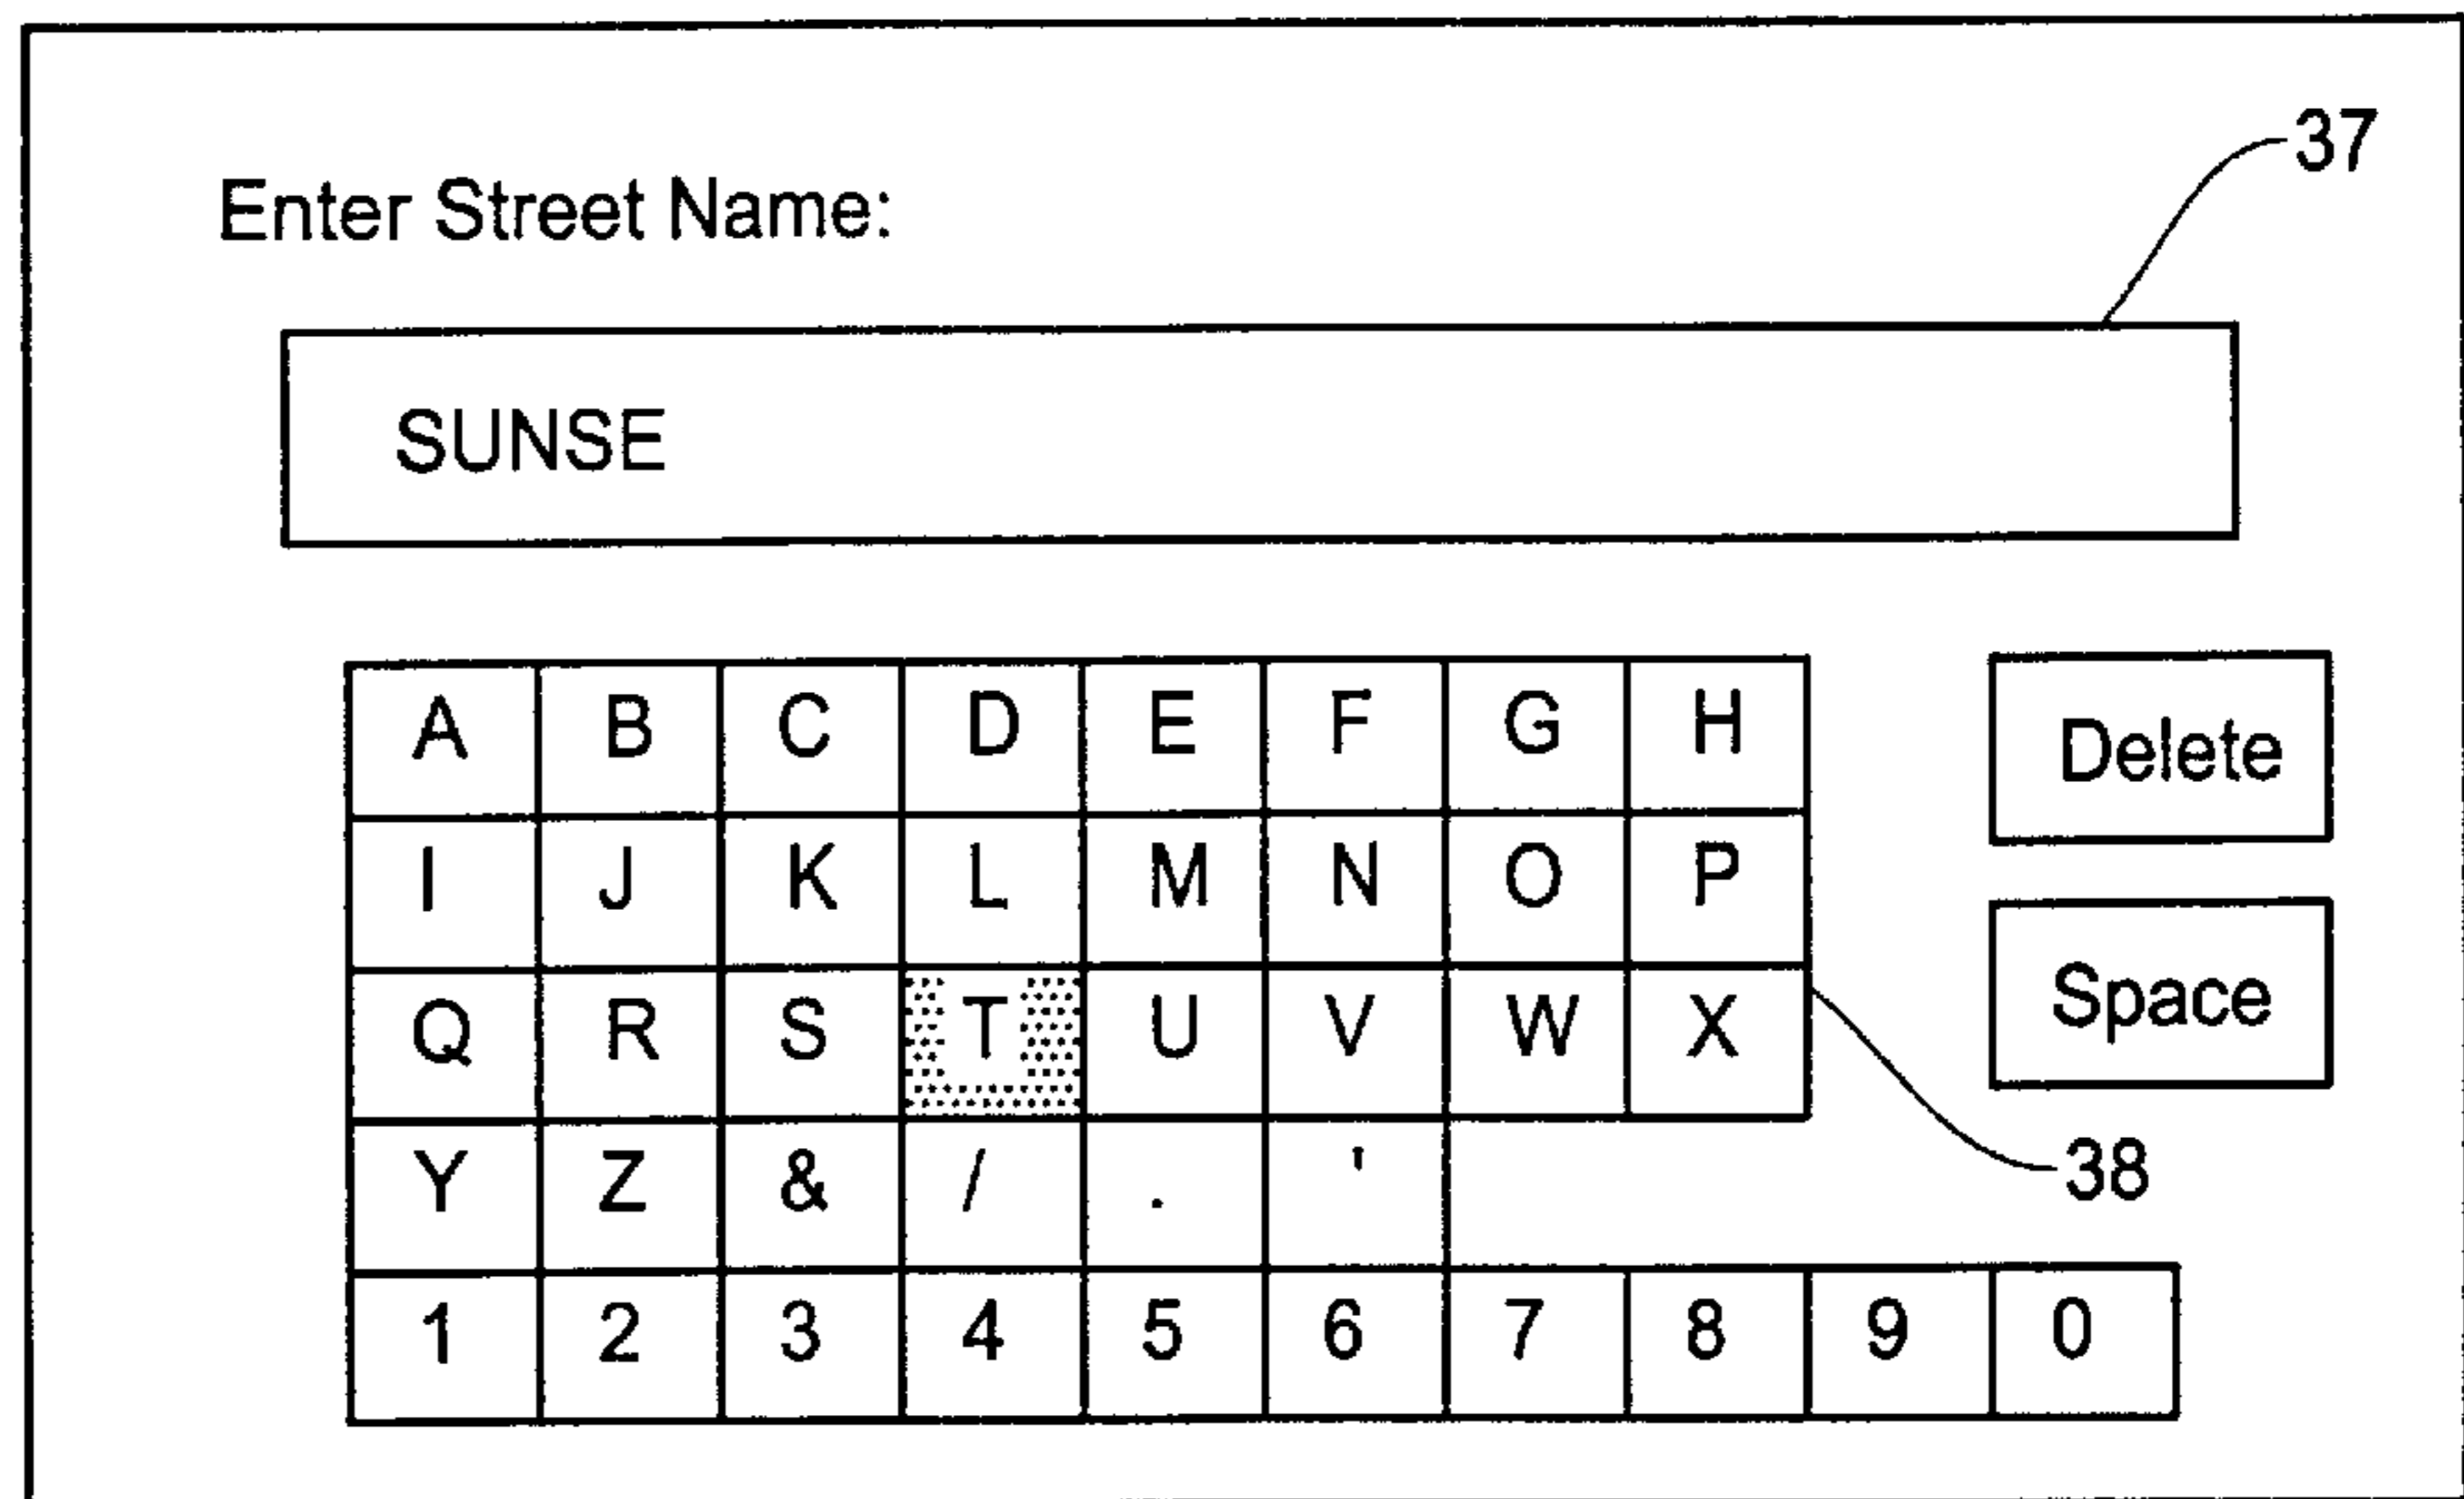 37
Enter Street Name:
SUNSE
A B C D E F G H Delete
I J K L M N O P
Q R S T U V W X Space
Y Z & / . ' 38
1 2 3 4 5 6 7 8 9 0